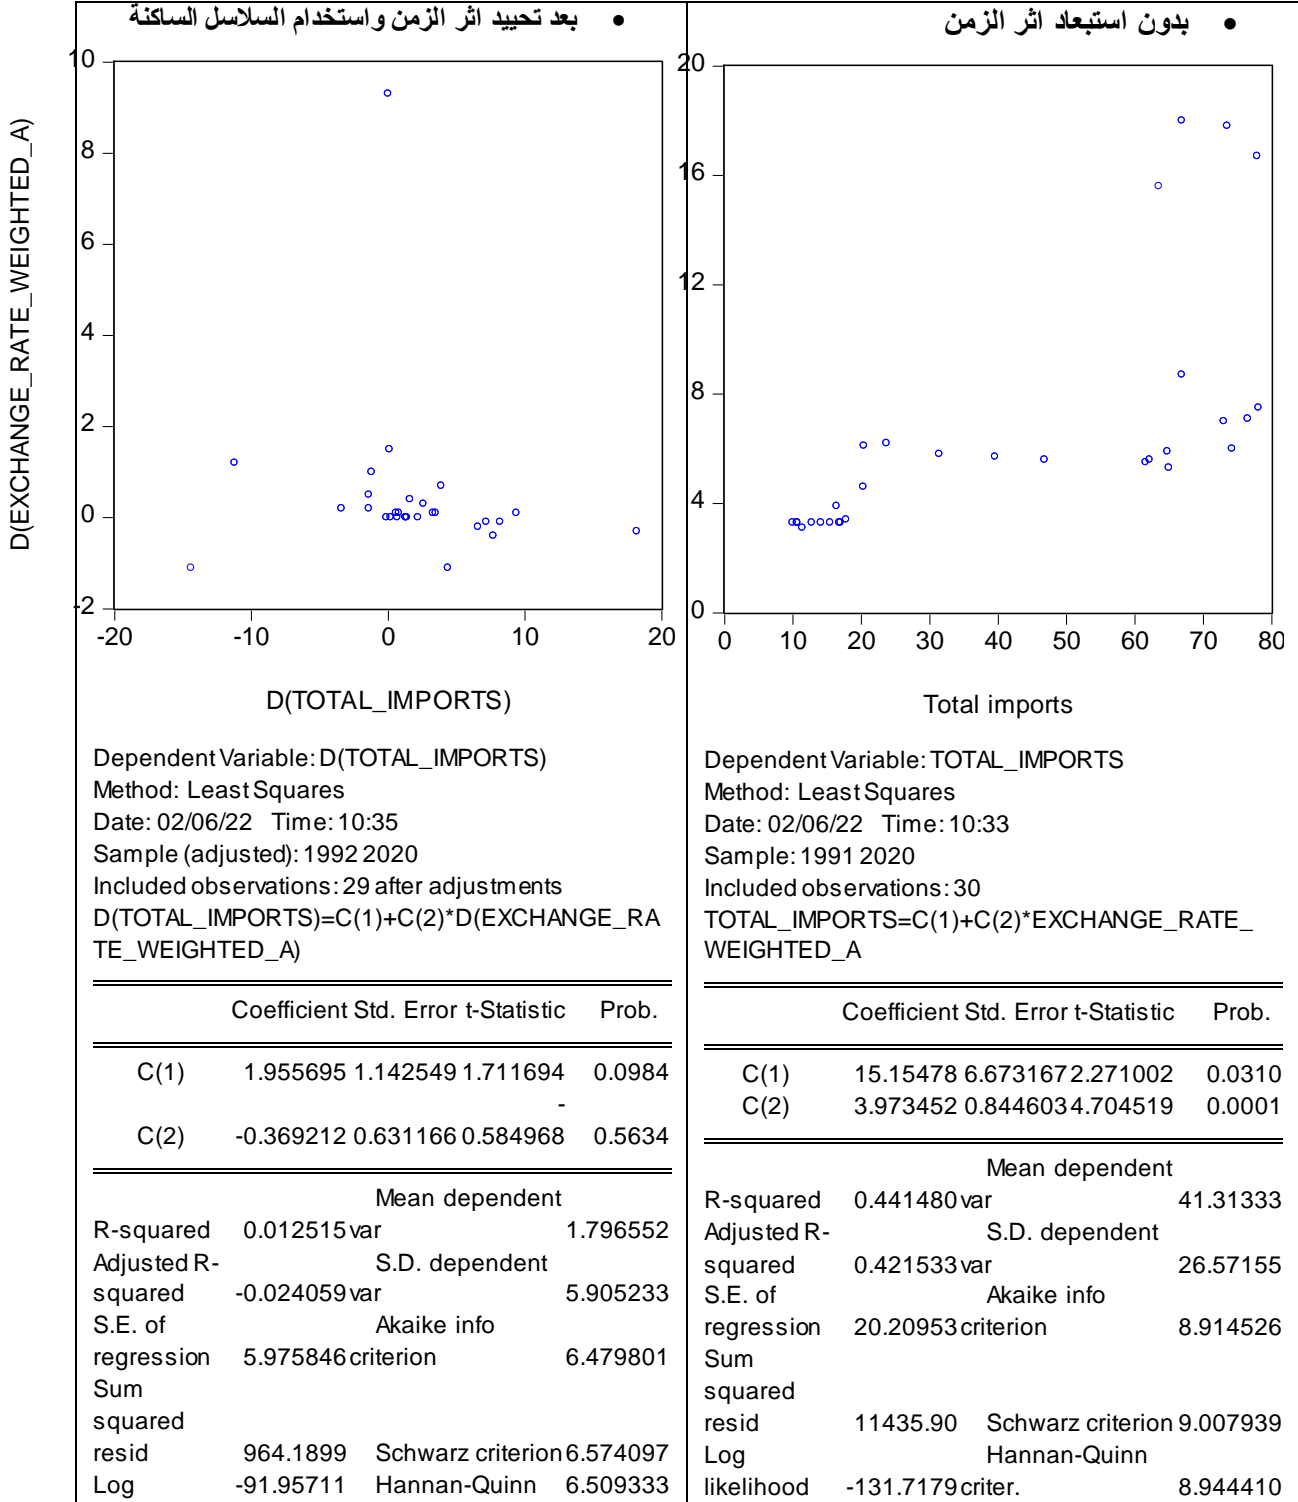 • بعد تحييد اثر الزمن واستخدام السلاسل الساكنة
10
8
6
4
2
0
-2
-20 -10 0 10 20
D(EXCHANGE_RATE_WEIGHTED_A)
D(TOTAL_IMPORTS)
Dependent Variable: D(TOTAL_IMPORTS)
Method: Least Squares
Date: 02/06/22 Time: 10:35
Sample (adjusted): 1992 2020
Included observations: 29 after adjustments
D(TOTAL_IMPORTS)=C(1)+C(2)*D(EXCHANGE_RA
TE_WEIGHTED_A)
Coefficient Std. Error t-Statistic Prob.
C(1) 1.955695 1.142549 1.711694 0.0984
-
C(2) -0.369212 0.631166 0.584968 0.5634
Mean dependent
R-squared 0.012515 var 1.796552
Adjusted R- S.D. dependent
squared -0.024059 var 5.905233
S.E. of Akaike info
regression 5.975846 criterion 6.479801
Sum
squared
resid 964.1899 Schwarz criterion 6.574097
Log -91.95711 Hannan-Quinn 6.509333
• بدون استبعاد اثر الزمن
20
16
12
8
4
0
0 10 20 30 40 50 60 70 80
Total imports
Dependent Variable: TOTAL_IMPORTS
Method: Least Squares
Date: 02/06/22 Time: 10:33
Sample: 1991 2020
Included observations: 30
TOTAL_IMPORTS=C(1)+C(2)*EXCHANGE_RATE_
WEIGHTED_A
Coefficient Std. Error t-Statistic Prob.
C(1) 15.15478 6.673167 2.271002 0.0310
C(2) 3.973452 0.844603 4.704519 0.0001
Mean dependent
R-squared 0.441480 var 41.31333
Adjusted R- S.D. dependent
squared 0.421533 var 26.57155
S.E. of Akaike info
regression 20.20953 criterion 8.914526
Sum
squared
resid 11435.90 Schwarz criterion 9.007939
Log Hannan-Quinn
likelihood -131.7179 criter. 8.944410